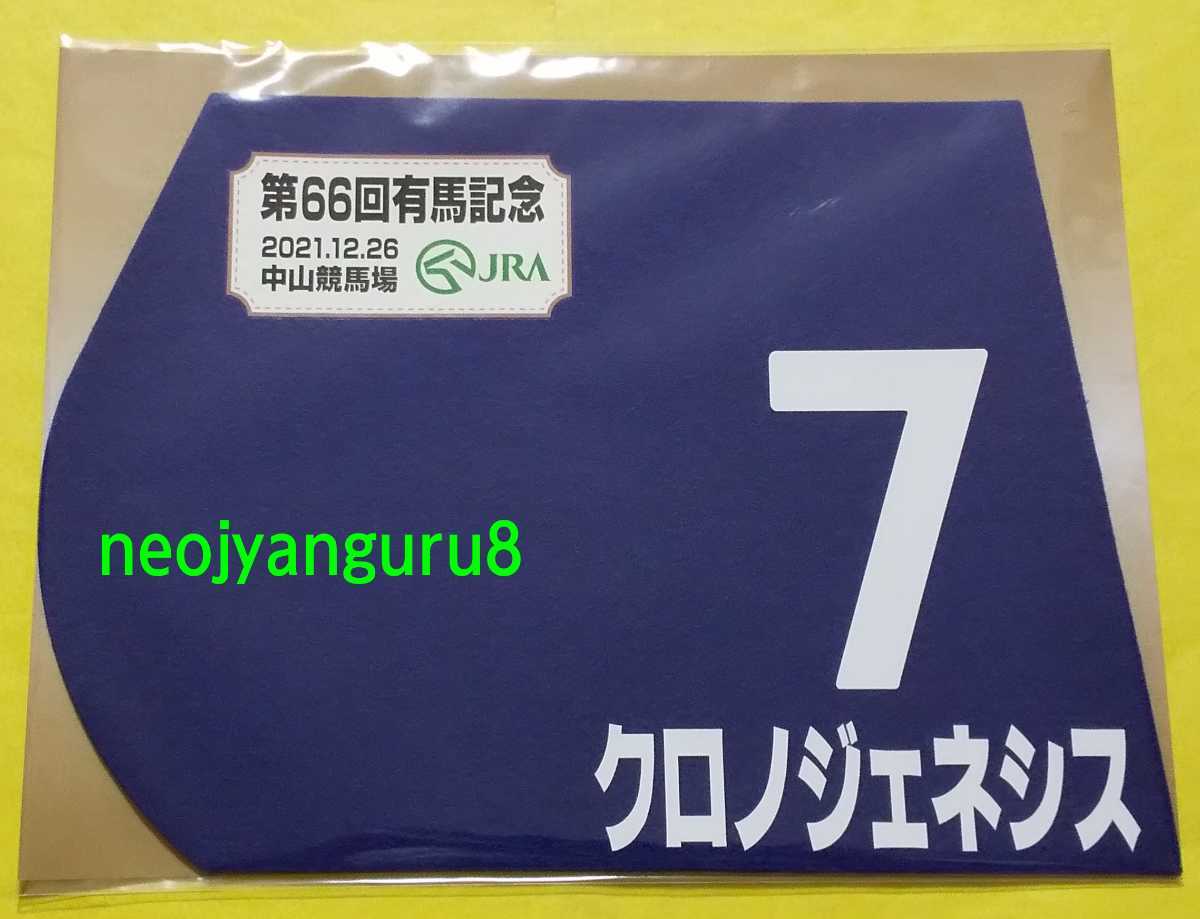 第66回有馬記念
2021.12.26
中山競馬場
JRA
7
neojyanguru8
クロノジェネシス